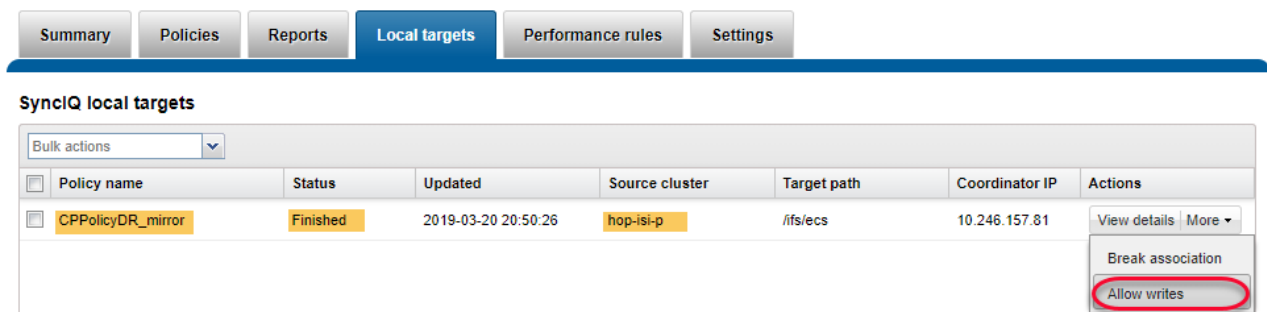 Summary Policies Reports Local targets Performance rules Settings
SyncIQ local targets
Bulk actions
Policy name Status Updated Source cluster Target path Coordinator IP Actions
CPPolicyDR_mirror Finished 2019-03-20 20:50:26 hop-isi-p /ifs/ecs 10.246.157.81 View details More
Break association
Allow writes